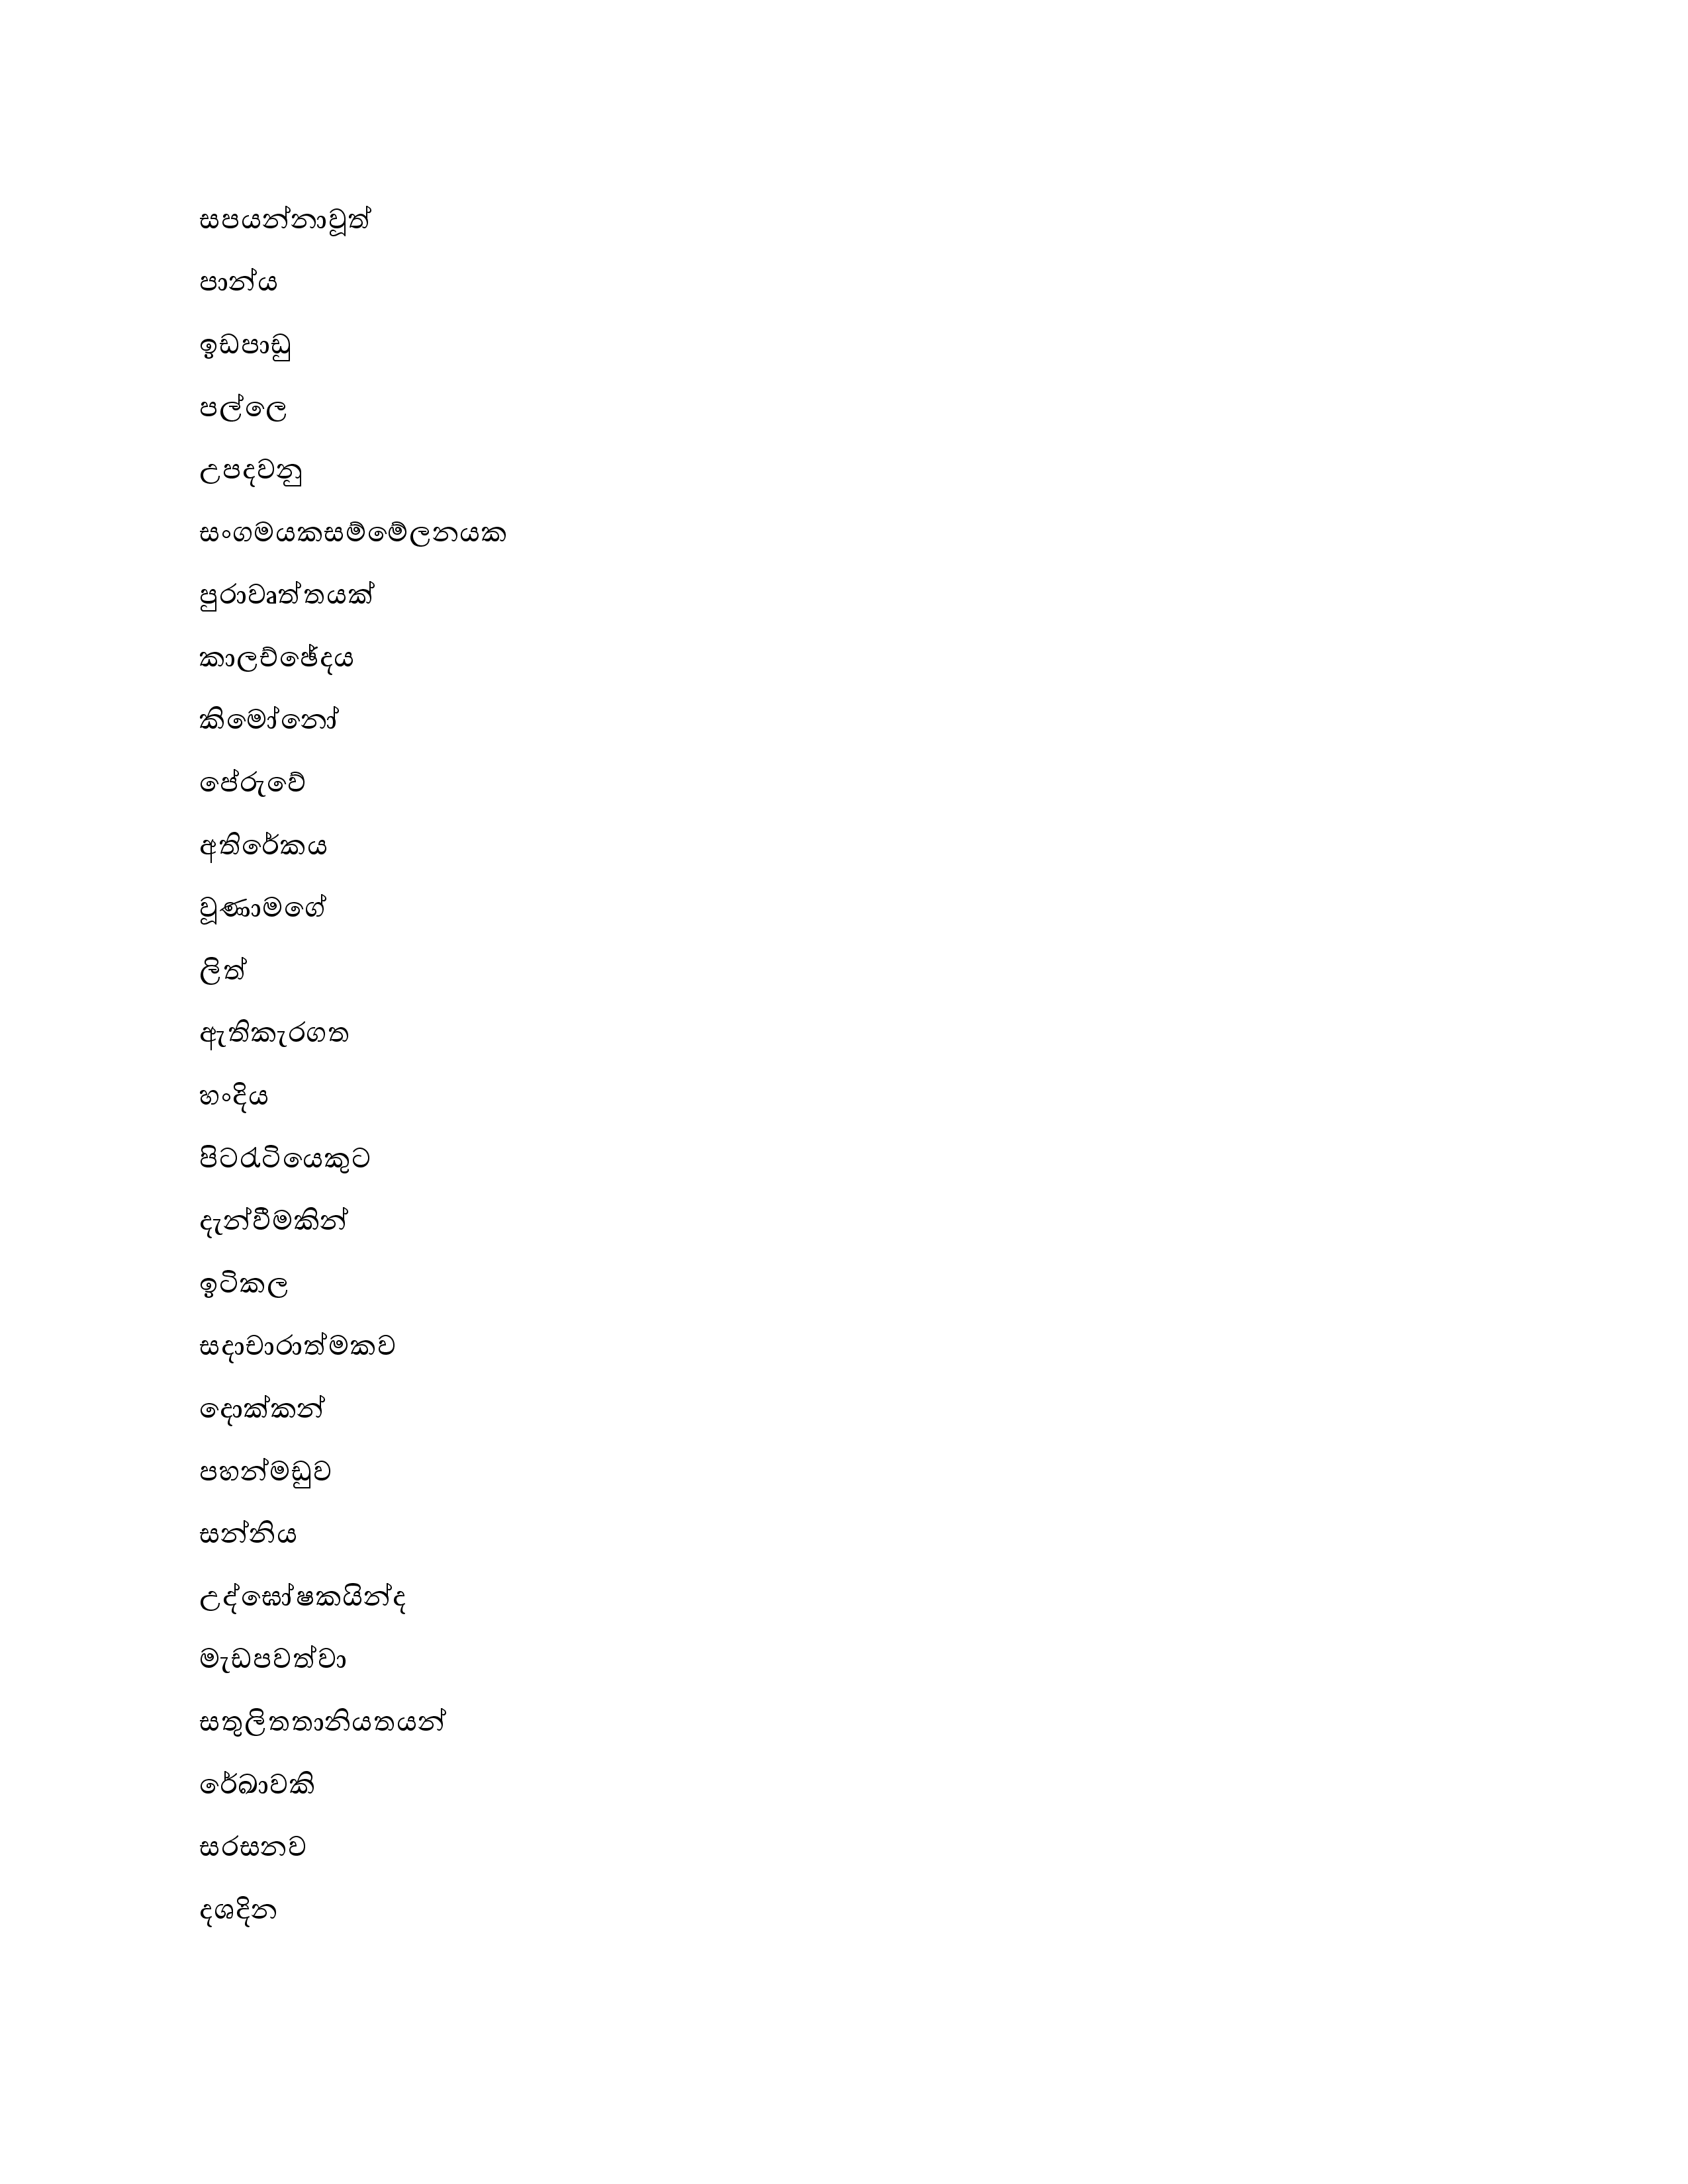 සපයන්නාවූත්
පාන්ය
ඉඩපාඩු
පල්ලෙ
උපදවනු
සංගමයකසම්මේලනයක
පුරාවෘත්තයක්
කාලච්ඡේදය
කිමෝනෝ
පේරුවේ
අතිරේකය
වූණාමගේ
ලිත්
ඇතිකැරගත
හංදිය
පිටරැටියෙකුට
දැන්වීමකින්
ඉටිකල
සදාචාරාත්මකව
දොක්කන්
පහන්මඩුව
සන්නිය
උද්ඝෝෂකයින්ද
මැඩපවත්වා
සතුලිතතානියතයන්
රේඛාවකි
සරසනව
දශදින